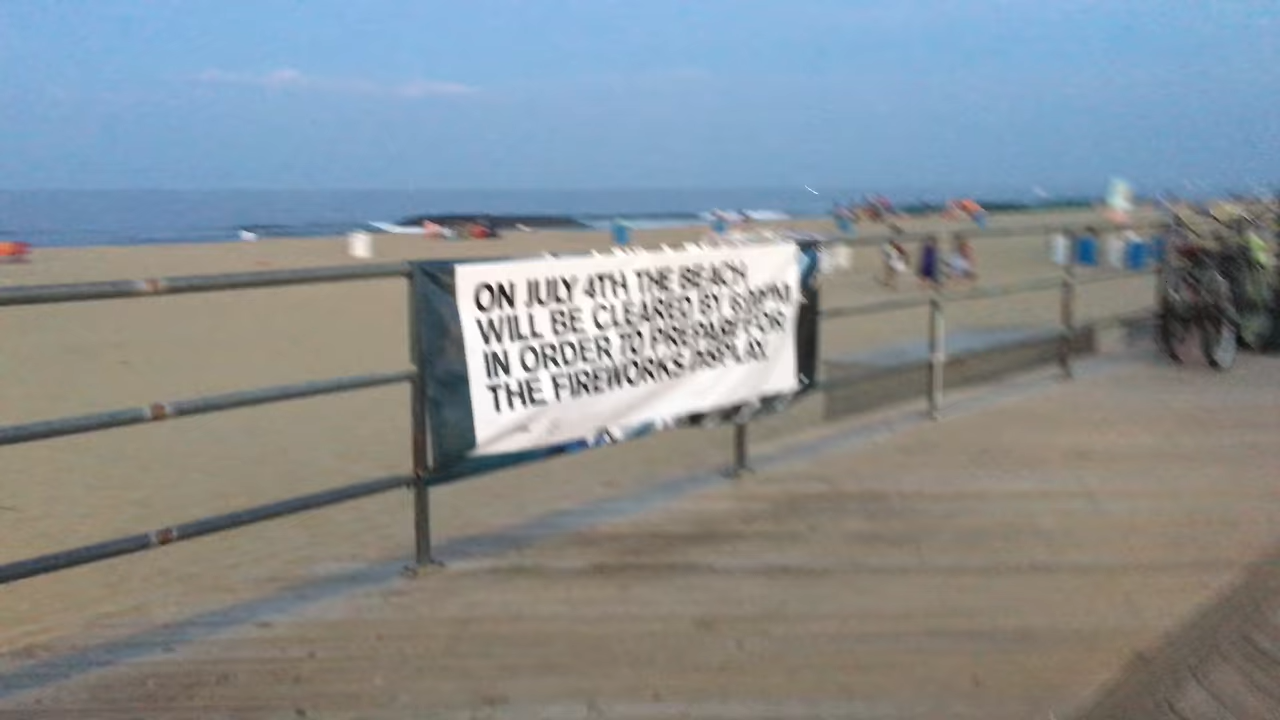 ON JULY 4TH THE BEACH
WILL BE CLEARED BY
IN ORDER TO PREPARE FOR
THE FIREWORKS DISPLAY.